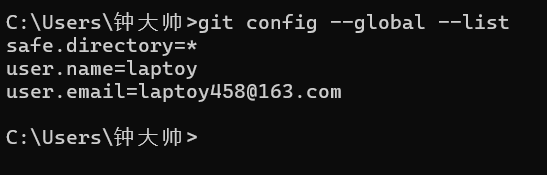 C:\Users\钟大帅>git config --global --list
safe.directory=*
user.name=laptoy
user.email=laptoy458@163.com
C:\Users\钟大帅>